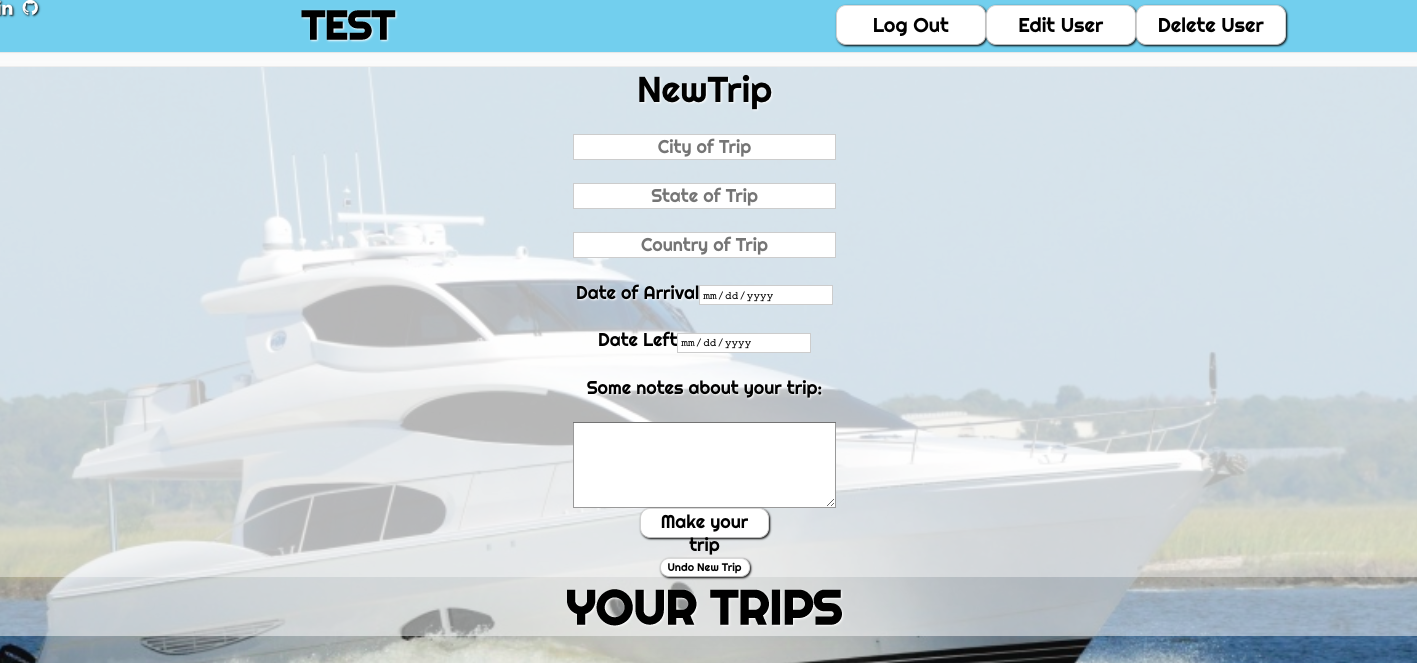 in
TEST
Log Out
Edit User
Delete User
NewTrip
City of Trip
State of Trip
Country of Trip
Date of Arrival mm/dd/yyyy
Date Left mm/dd/yyyy
Some notes about your trip:
Make your
trip
Undo New Trip
YOUR TRIPS